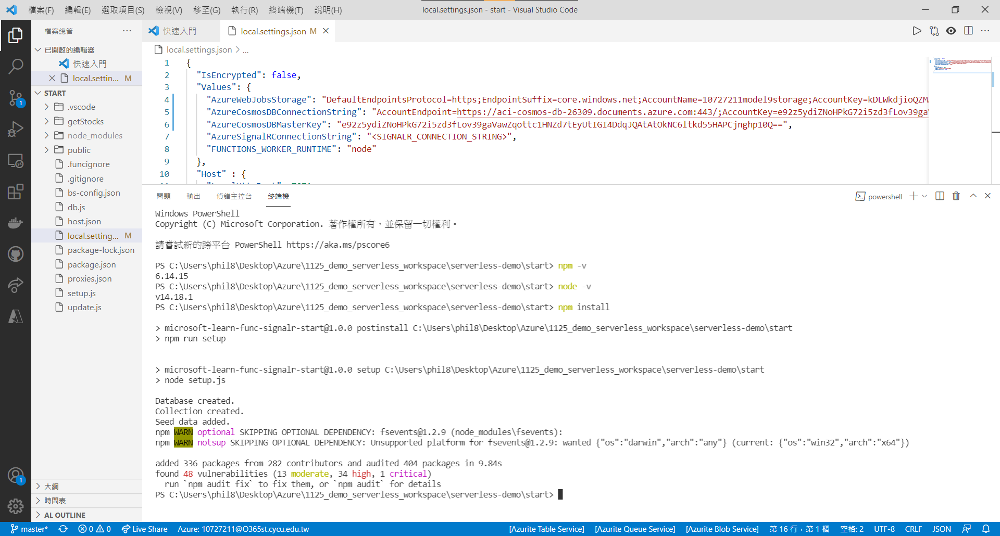 檔案(F) 編輯(E) 選取項目(S) 檢視(V) 移至(G) 執行(R) 終端機(T) 說明(H) local.settings.json - start - Visual Studio Code
檔案總管 ...
已開啟的編輯器
快速入門
local.settin... M
START
.vscode
getStocks
node_modules
public
.funcignore
.gitignore
bs-config.json
db.js
host.json
local.setting... M
package-lock.json
package.json
proxies.json
setup.js
update.js
大綱
時間表
AL OUTLINE
1
1
快速入門 local.settings.json M
local.settings.json > ...
1 {
2 "IsEncrypted": false,
3 "Values": {
4 "AzureWebJobsStorage": "DefaultEndpointsProtocol=https;EndpointSuffix=core.windows.net;AccountName=10727211model9storage;AccountKey=kDLWkdjioQZM
5 "AzureCosmosDBConnectionString": "AccountEndpoint=https://aci-cosmos-db-26309.documents.azure.com:443/;AccountKey=e92z5ydiZNoHPkG72i5zd3fLov39ga
6 "AzureCosmosDBMasterKey": "e92z5ydiZNoHPkG72i5zd3fLov39gaVawZqottc1HNZd7tEyUtIGI4DdqJQAtAtOkNC6ltkd55HAPCjnghp10Q==",
7 "AzureSignalRConnectionString": "<SIGNALR_CONNECTION_STRING>",
8 "FUNCTIONS_WORKER_RUNTIME": "node"
9 },
10 "Host" : {
問題 輸出 偵錯主控台 終端機 powershell
Windows PowerShell
Copyright (C) Microsoft Corporation. 著作權所有，並保留一切權利。
請嘗試新的跨平台 PowerShell https://aka.ms/pscore6
PS C:\Users\phil8\Desktop\Azure\1125_demo_serverless_workspace\serverless-demo\start> npm -v
6.14.15
PS C:\Users\phil8\Desktop\Azure\1125_demo_serverless_workspace\serverless-demo\start> node -v
v14.18.1
PS C:\Users\phil8\Desktop\Azure\1125_demo_serverless_workspace\serverless-demo\start> npm install
> microsoft-learn-func-signalr-start@1.0.0 postinstall C:\Users\phil8\Desktop\Azure\1125_demo_serverless_workspace\serverless-demo\start
> npm run setup
> microsoft-learn-func-signalr-start@1.0.0 setup C:\Users\phil8\Desktop\Azure\1125_demo_serverless_workspace\serverless-demo\start
> node setup.js
Database created.
Collection created.
Seed data added.
npm WARN optional SKIPPING OPTIONAL DEPENDENCY: fsevents@1.2.9 (node_modules\fsevents):
npm WARN notsup SKIPPING OPTIONAL DEPENDENCY: Unsupported platform for fsevents@1.2.9: wanted {"os":"darwin","arch":"any"} (current: {"os":"win32","arch":"x64"})
added 336 packages from 282 contributors and audited 404 packages in 9.84s
found 48 vulnerabilities (13 moderate, 34 high, 1 critical)
run `npm audit fix` to fix them, or `npm audit` for details
PS C:\Users\phil8\Desktop\Azure\1125_demo_serverless_workspace\serverless-demo\start>
master* 0 0 Live Share Azure: 10727211@O365st.cycu.edu.tw [Azurite Table Service] [Azurite Queue Service] [Azurite Blob Service] 第 16 行，第 1 欄 空格: 2 UTF-8 CRLF JSON